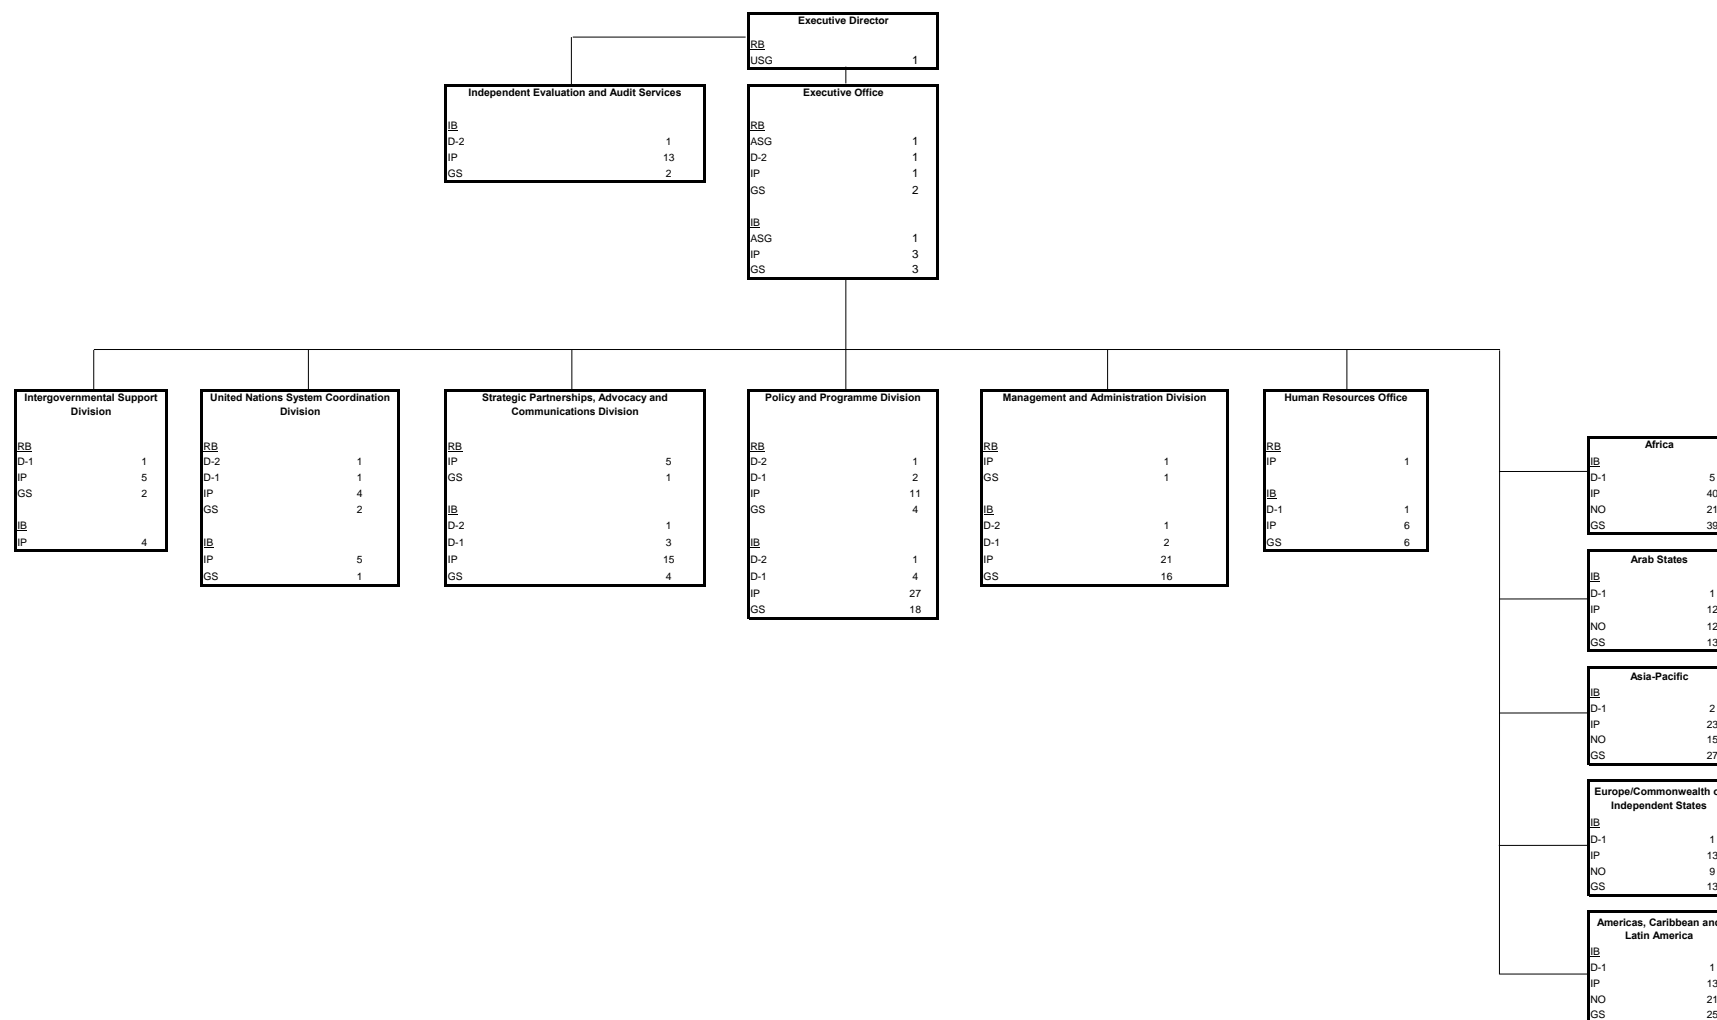 Executive Director
RB
USG 1
Independent Evaluation and Audit Services
IB
D-2 1
IP 13
GS 2
Executive Office
RB
ASG 1
D-2 1
IP 1
GS 2
IB
ASG 1
IP 3
GS 3
Intergovernmental Support
Division
RB
D-1 1
IP 5
GS 2
IB
IP 4
United Nations System Coordination
Division
RB
D-2 1
D-1 1
IP 4
GS 2
IB
IP 5
GS 1
Strategic Partnerships, Advocacy and
Communications Division
RB
IP 5
GS 1
IB
D-2 1
D-1 3
IP 15
GS 4
Policy and Programme Division
RB
D-2 1
D-1 2
IP 11
GS 4
IB
D-2 1
D-1 4
IP 27
GS 18
Management and Administration Division
RB
IP 1
GS 1
IB
D-2 1
D-1 2
IP 21
GS 16
Human Resources Office
RB
IP 1
IB
D-1 1
IP 6
GS 6
Africa
IB
D-1 5
IP 40
NO 21
GS 39
Arab States
IB
D-1 1
IP 12
NO 12
GS 13
Asia-Pacific
IB
D-1 2
IP 23
NO 15
GS 27
Europe/Commonwealth
Independent States
IB
D-1 1
IP 13
NO 9
GS 13
Americas, Caribbean and
Latin America
IB
D-1 1
IP 13
NO 21
GS 25